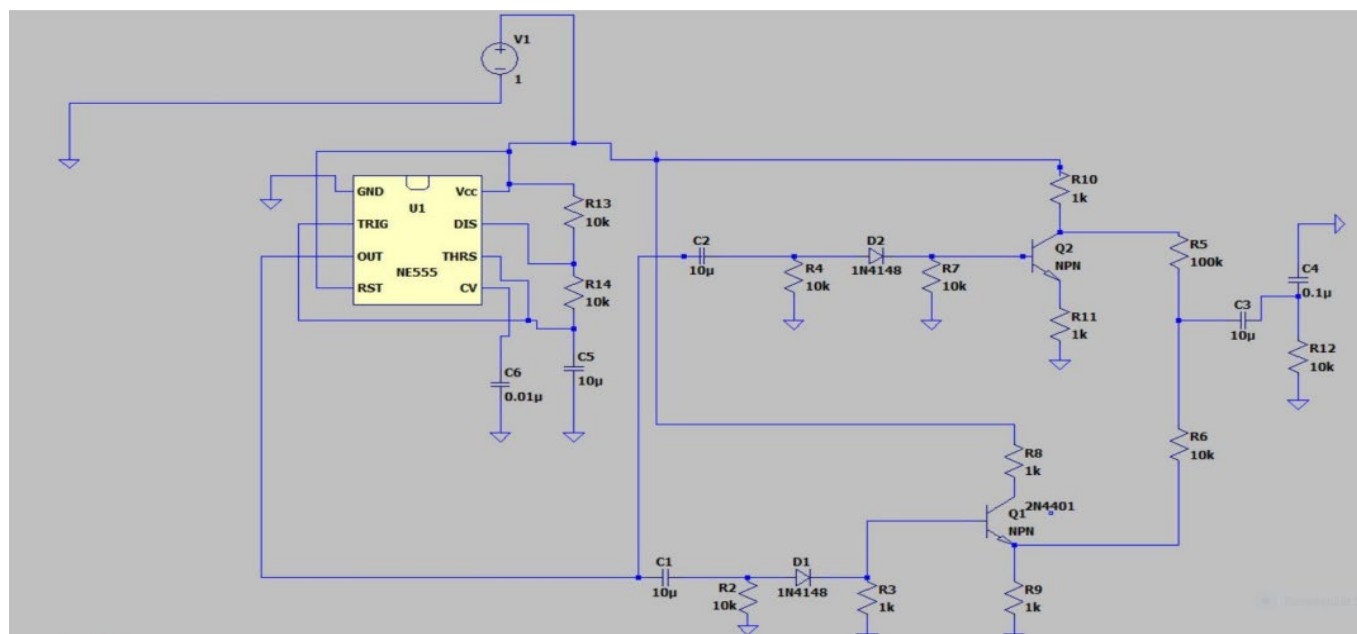 V1
1
GND
Vcc
U1
TRIG
DIS
OUT
THRS
NE555
RST
CV
R13
10k
R14
10k
C6
0.01µ
C5
10µ
C2
10µ
R4
10k
D2
1N4148
R7
10k
R10
1k
Q2
NPN
R11
1k
R5
100k
C4
0.1µ
C3
10µ
R12
10k
R6
10k
R8
1k
2N4401
Q1
NPN
C1
10µ
R2
10k
D1
1N4148
R3
1k
R9
1k